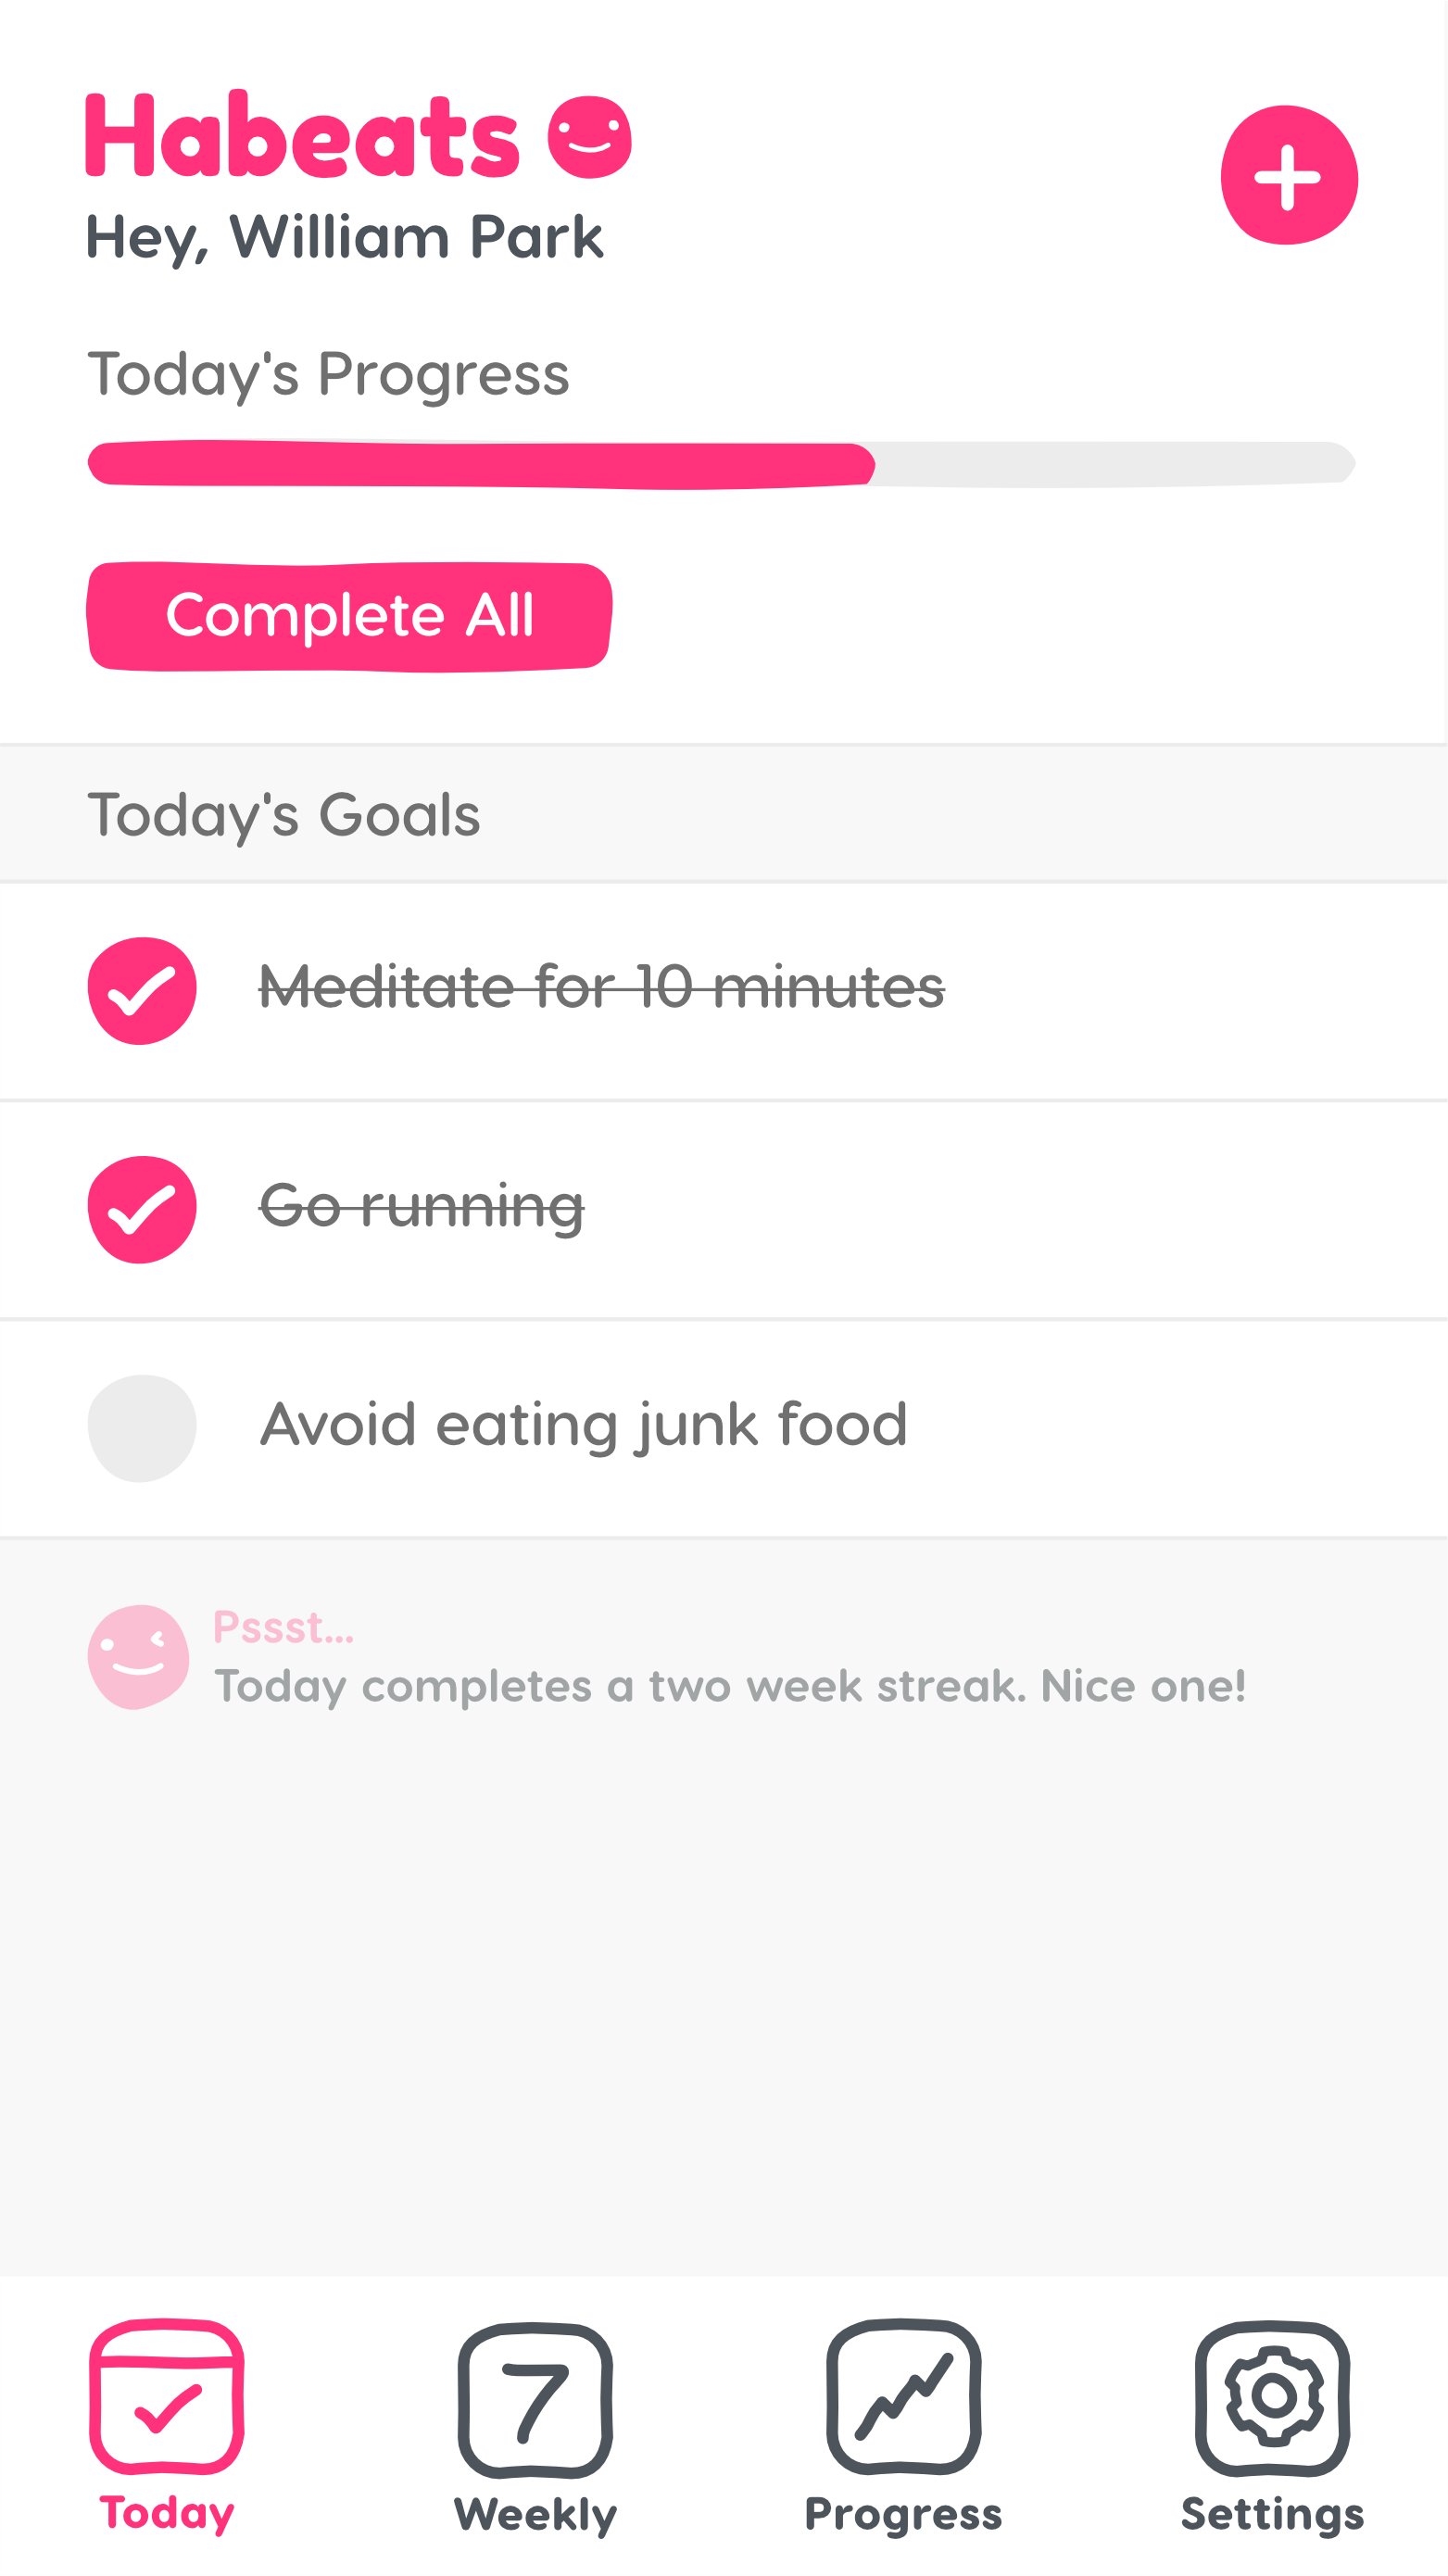 Habeats
Hey, William Park
Today's Progress
Complete All
Today's Goals
Meditate for 10 minutes
Go running
Avoid eating junk food
Pssst...
Today completes a two week streak. Nice one!
7
Today
Weekly
Progress
Settings